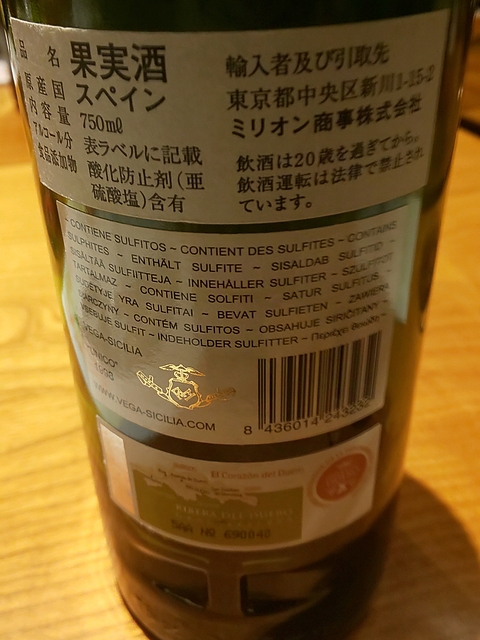 品名 果実酒
原産国 スペイン
内容量 750mℓ
アルコール分 表ラベルに記載
食品添加物 酸化防止剤(亜
硫酸塩)含有
輸入者及び引取先
東京都中央区新川1-15-2
ミリオン商事株式会社
飲酒は20歳を過ぎてから。
飲酒運転は法律で禁止され
ています。
- CONTIENE SULFITOS ~ CONTIENT DES SULFITES - CONTAINS
SULPHITES - ENTHÄLT SULFITE ~ SISALDAB SULFITID -
SISÄLTÄÄ SULFIITTEJA ~ INNEHÅLLER SULFITER ~ SZULFITOT
TARTALMAZ - CONTIENE SOLFITI ~ SATUR SULFITUS
SUDĖTYJE YRA SULFITAI ~ BEVAT SULFIETEN ~ ZAWIERA
SIARCZYNY ~ CONTÉM SULFITOS ~ OBSAHUJE SIRIČITANY
VSEBUJE SULFIT ~ INDEHOLDER SULFITTER ~ Περιέχει θειώδη
VEGA-SICILIA
"UNICO"
WWW.VEGA-SICILIA.COM
8 436014 243232
El Corazón del Duero
RIBERA DEL DUERO
SAA NO 690040